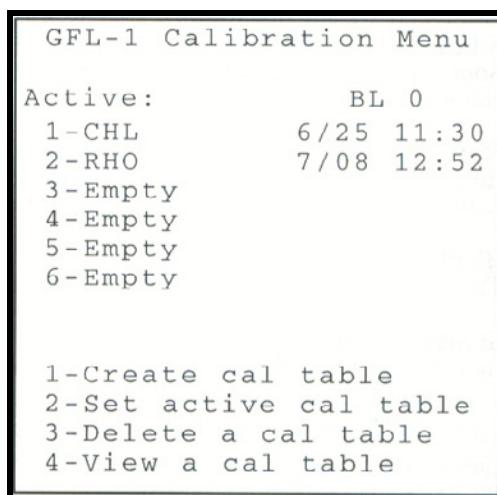 GFL-1 Calibration Menu
Active: BL 0
1-CHL 6/25 11:30
2-RHO 7/08 12:52
3-Empty
4-Empty
5-Empty
6-Empty
1-Create cal table
2-Set active cal table
3-Delete a cal table
4-View a cal table